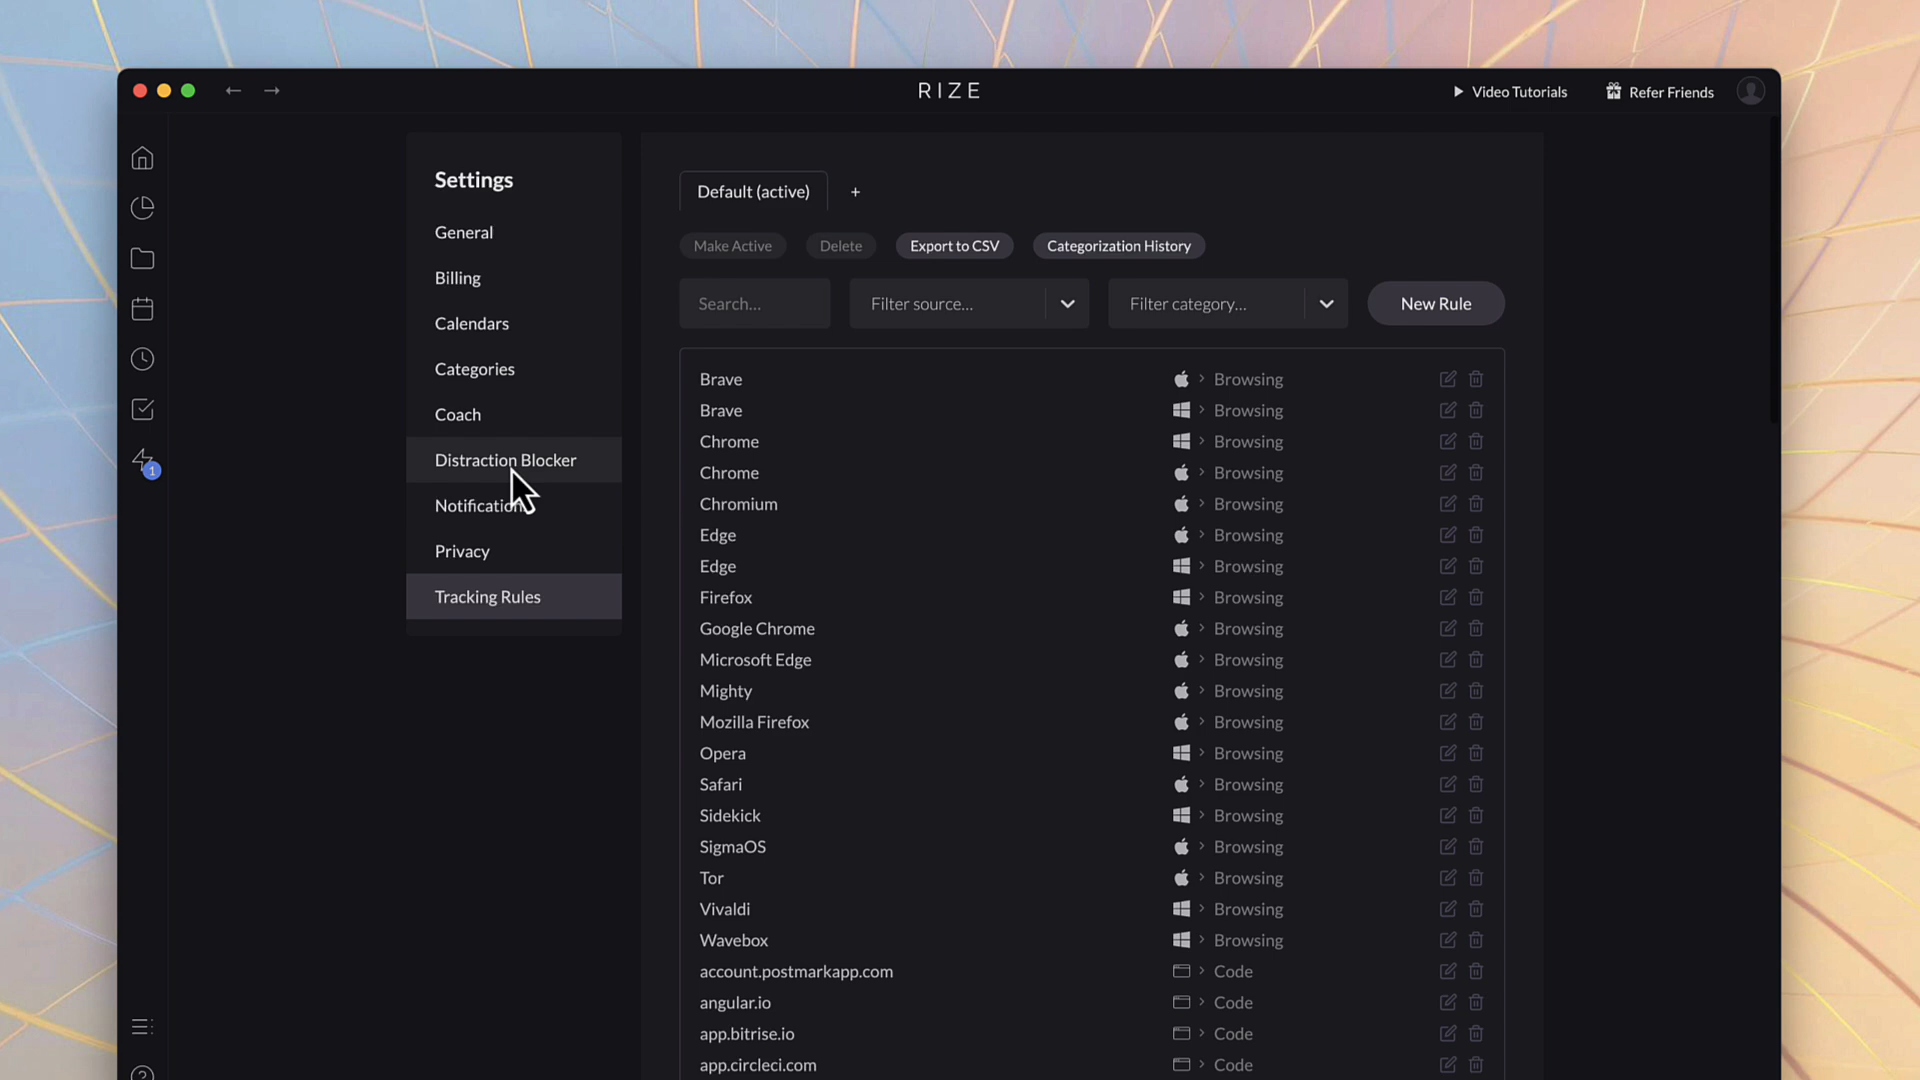 RIZE
Video Tutorials
Refer Friends
1
Settings
General
Billing
Calendars
Categories
Coach
Distraction Blocker
Privacy
Tracking Rules
Default (active)
+
Make Active
Delete
Export to CSV
Categorization History
Search...
Filter source...
Filter category...
New Rule
Brave > Browsing
Brave > Browsing
Chrome > Browsing
Chrome > Browsing
Chromium > Browsing
Edge > Browsing
Edge > Browsing
Firefox > Browsing
Google Chrome > Browsing
Microsoft Edge > Browsing
Mighty > Browsing
Mozilla Firefox > Browsing
Opera > Browsing
Safari > Browsing
Sidekick > Browsing
SigmaOS > Browsing
Tor > Browsing
Vivaldi > Browsing
Wavebox > Browsing
account.postmarkapp.com > Code
angular.io > Code
app.bitrise.io > Code
app.circleci.com > Code